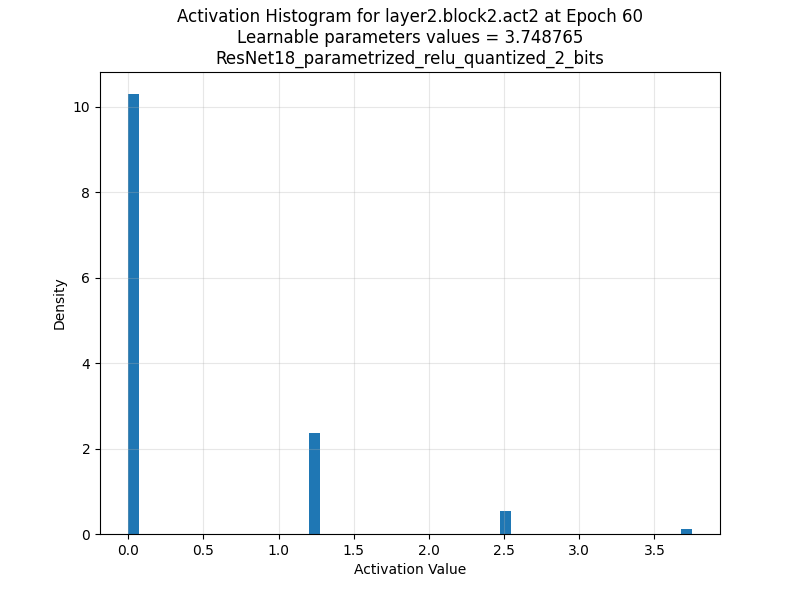 Activation Histogram for layer2.block2.act2 at Epoch 60
Learnable parameters values = 3.748765
ResNet18_parametrized_relu_quantized_2_bits
10
8
6
4
2
0
Density
0.0 0.5 1.0 1.5 2.0 2.5 3.0 3.5
Activation Value